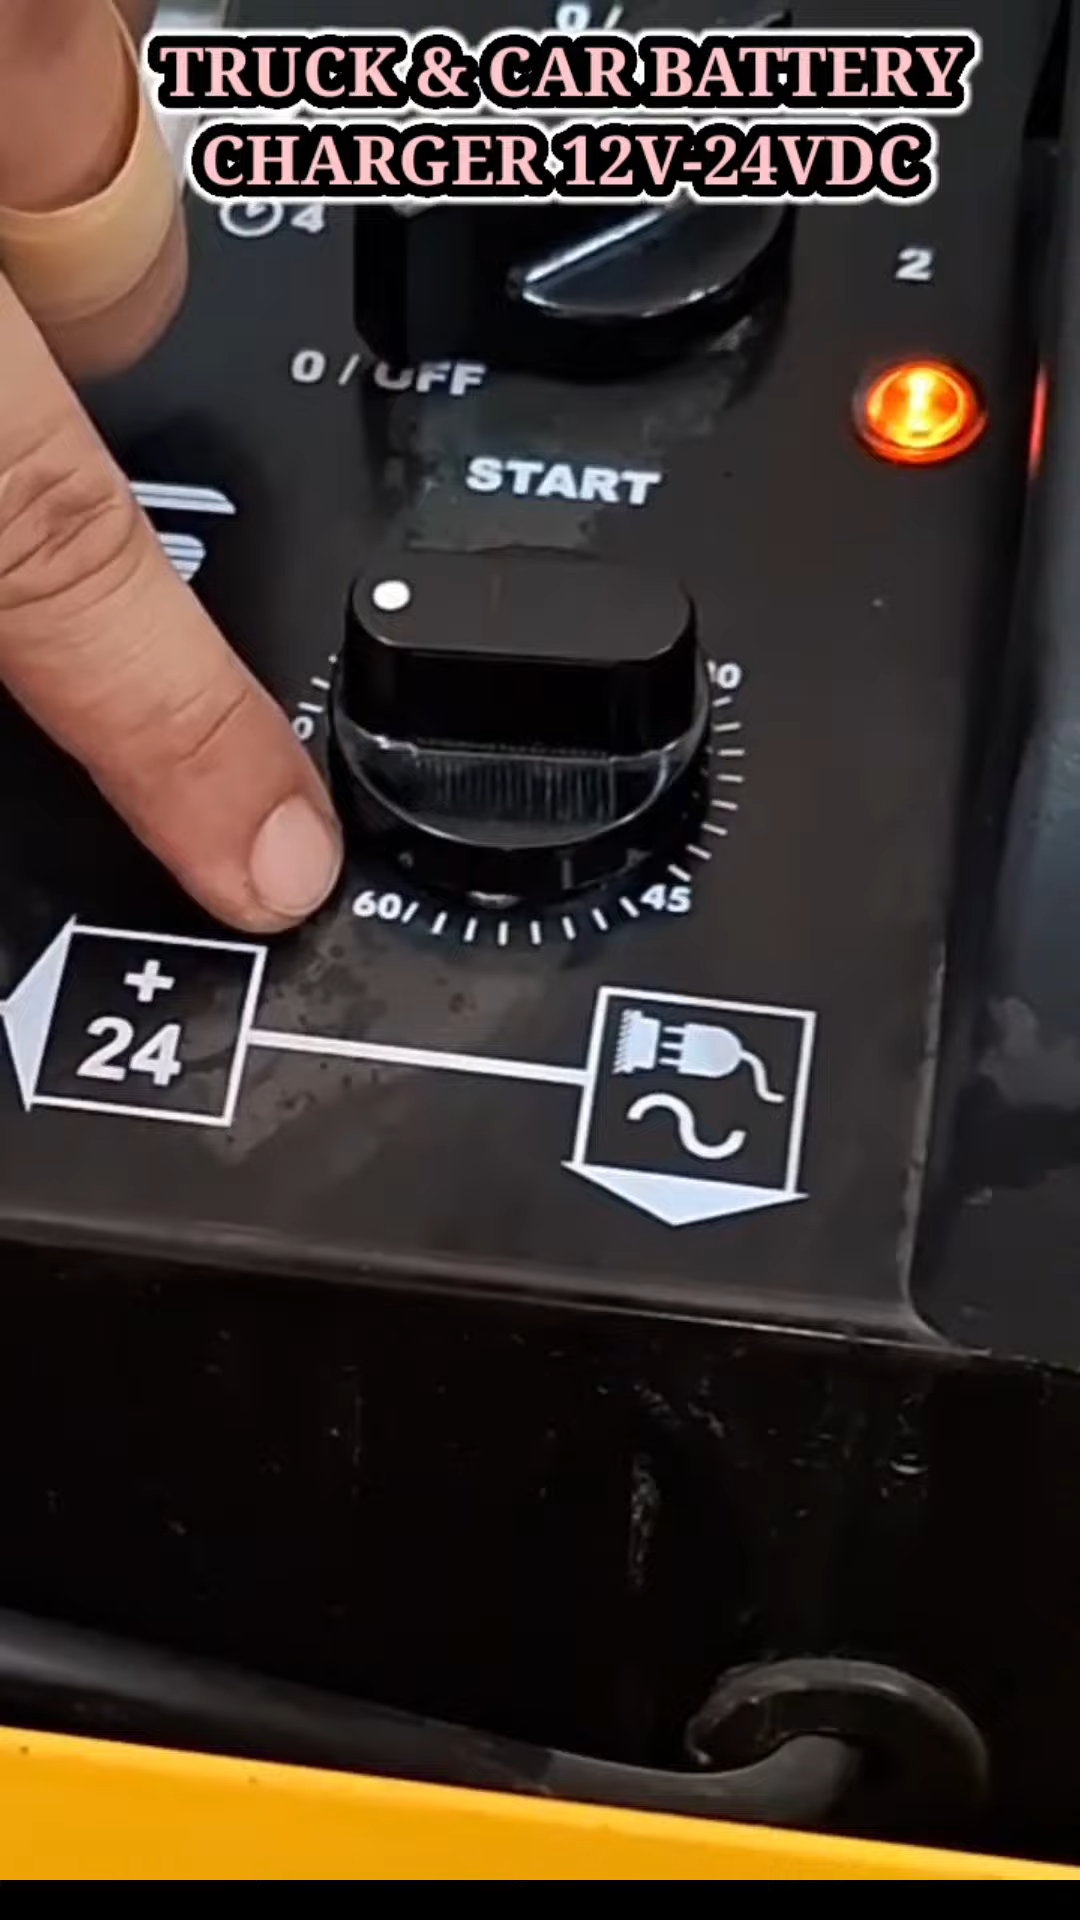 TRUCK & CAR BATTERY
CHARGER 12V-24VDC
4
2
0 / OFF
START
60
45
+
24